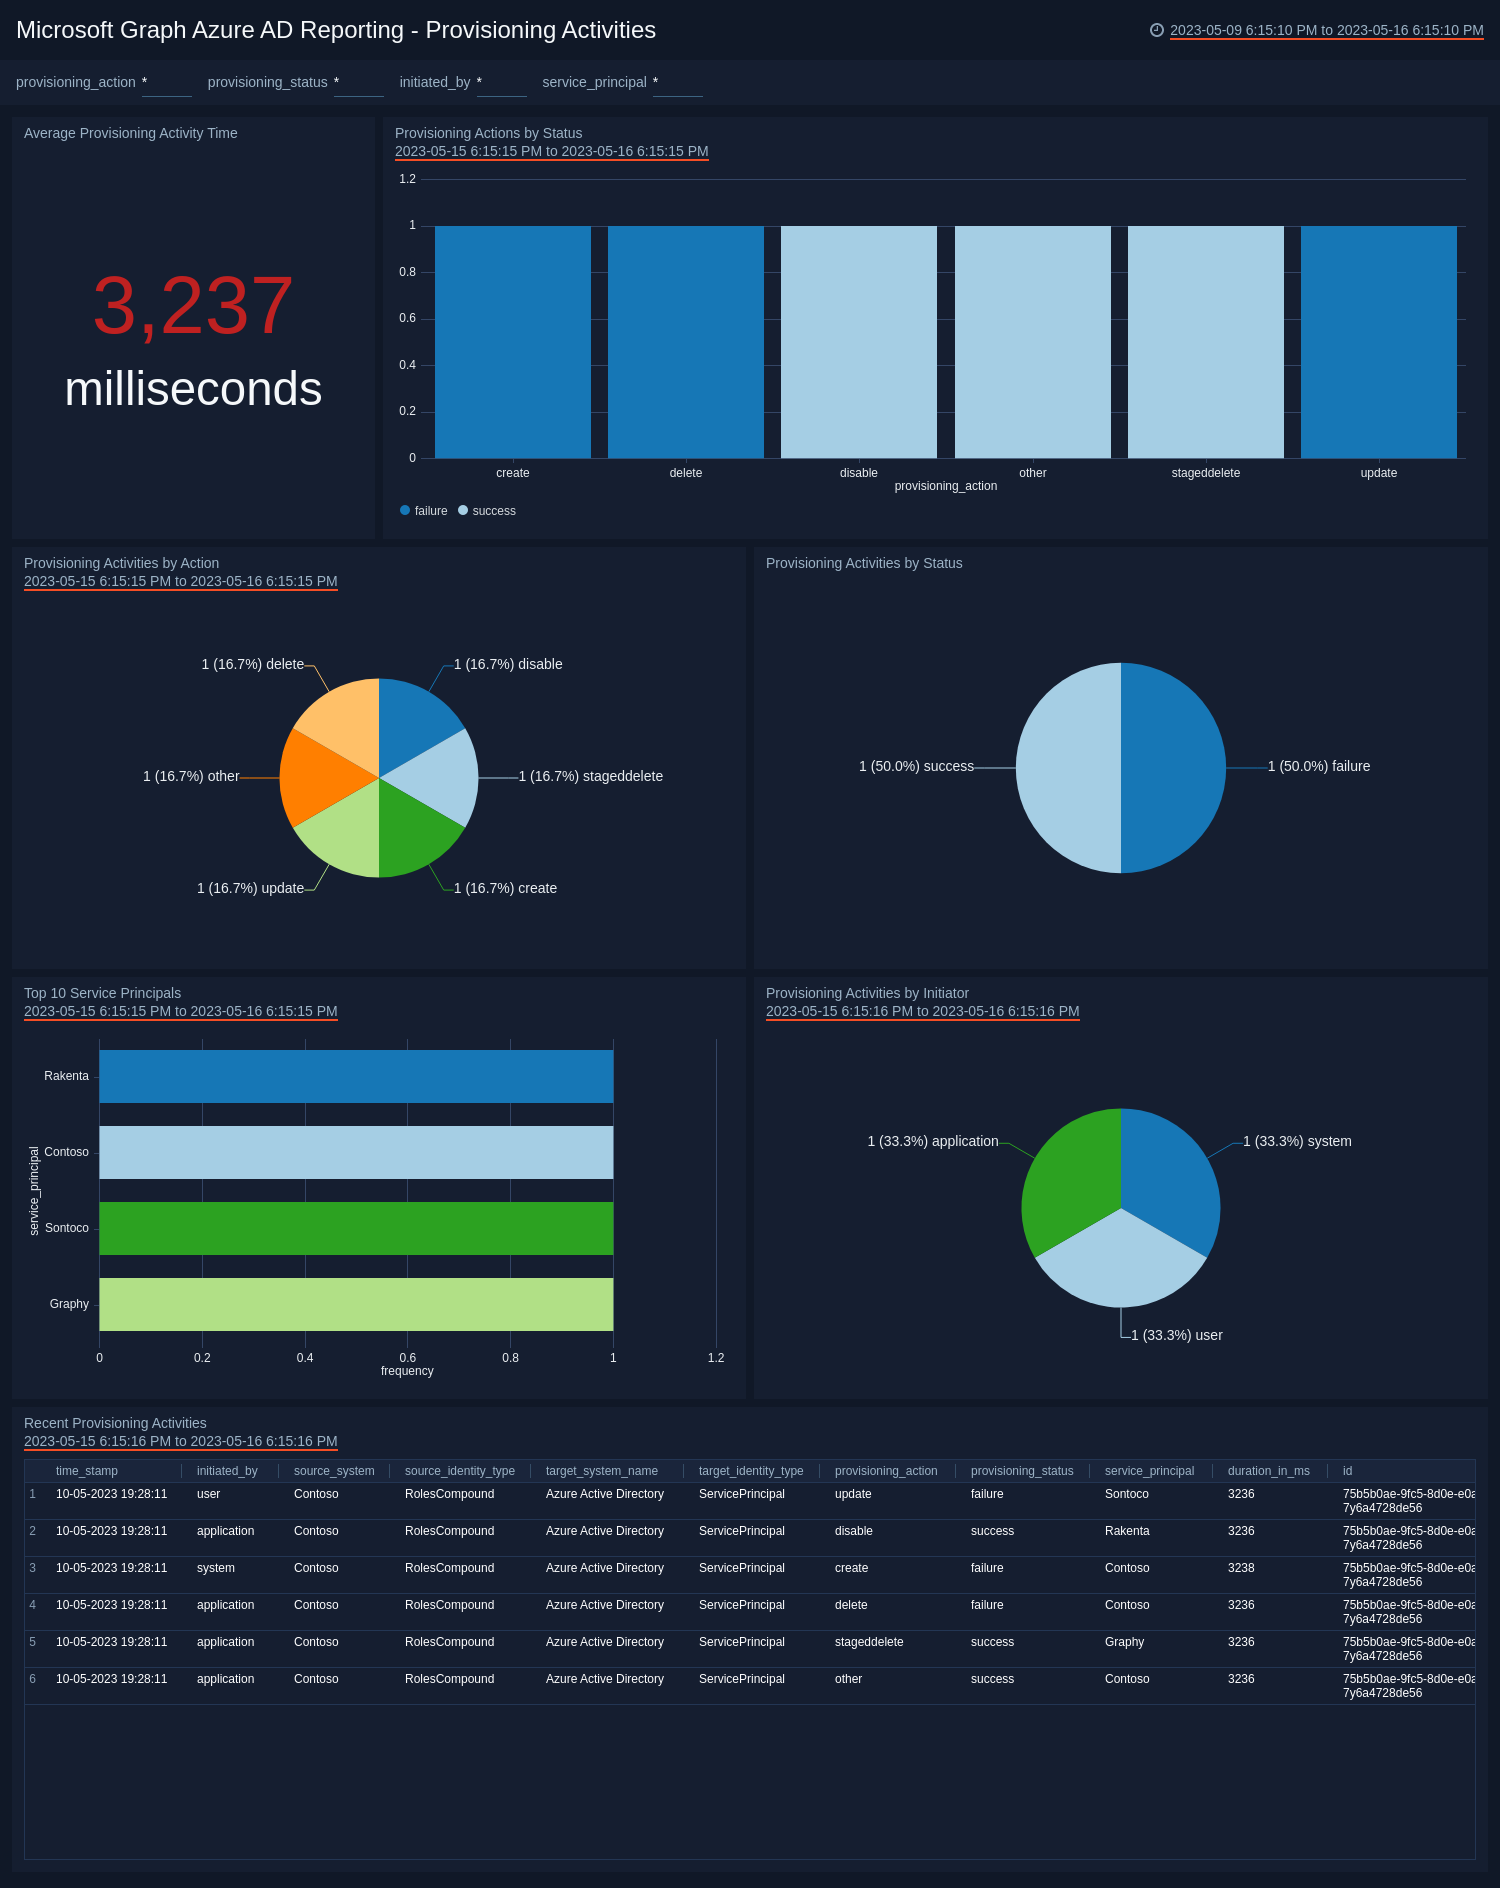 Microsoft Graph Azure AD Reporting - Provisioning Activities
2023-05-09 6:15:10 PM to 2023-05-16 6:15:10 PM
provisioning_action * provisioning_status * initiated_by * service_principal *
Average Provisioning Activity Time
3,237
milliseconds
Provisioning Actions by Status
2023-05-15 6:15:15 PM to 2023-05-16 6:15:15 PM
1.2
1
0.8
0.6
0.4
0.2
0
create delete disable other stageddelete update
provisioning_action
failure success
Provisioning Activities by Action
2023-05-15 6:15:15 PM to 2023-05-16 6:15:15 PM
1 (16.7%) delete
1 (16.7%) disable
1 (16.7%) other
1 (16.7%) stageddelete
1 (16.7%) update
1 (16.7%) create
Provisioning Activities by Status
1 (50.0%) success
1 (50.0%) failure
Top 10 Service Principals
2023-05-15 6:15:15 PM to 2023-05-16 6:15:15 PM
service_principal
Rakenta
Contoso
Sontoco
Graphy
0 0.2 0.4 0.6 0.8 1 1.2
frequency
Provisioning Activities by Initiator
2023-05-15 6:15:16 PM to 2023-05-16 6:15:16 PM
1 (33.3%) application
1 (33.3%) system
1 (33.3%) user
Recent Provisioning Activities
2023-05-15 6:15:16 PM to 2023-05-16 6:15:16 PM
time_stamp initiated_by source_system source_identity_type target_system_name target_identity_type provisioning_action provisioning_status service_principal duration_in_ms id
1 10-05-2023 19:28:11 user Contoso RolesCompound Azure Active Directory ServicePrincipal update failure Sontoco 3236 75b5b0ae-9fc5-8d0e-e0a
7y6a4728de56
2 10-05-2023 19:28:11 application Contoso RolesCompound Azure Active Directory ServicePrincipal disable success Rakenta 3236 75b5b0ae-9fc5-8d0e-e0a
7y6a4728de56
3 10-05-2023 19:28:11 system Contoso RolesCompound Azure Active Directory ServicePrincipal create failure Contoso 3238 75b5b0ae-9fc5-8d0e-e0a
7y6a4728de56
4 10-05-2023 19:28:11 application Contoso RolesCompound Azure Active Directory ServicePrincipal delete failure Contoso 3236 75b5b0ae-9fc5-8d0e-e0a
7y6a4728de56
5 10-05-2023 19:28:11 application Contoso RolesCompound Azure Active Directory ServicePrincipal stageddelete success Graphy 3236 75b5b0ae-9fc5-8d0e-e0a
7y6a4728de56
6 10-05-2023 19:28:11 application Contoso RolesCompound Azure Active Directory ServicePrincipal other success Contoso 3236 75b5b0ae-9fc5-8d0e-e0a
7y6a4728de56